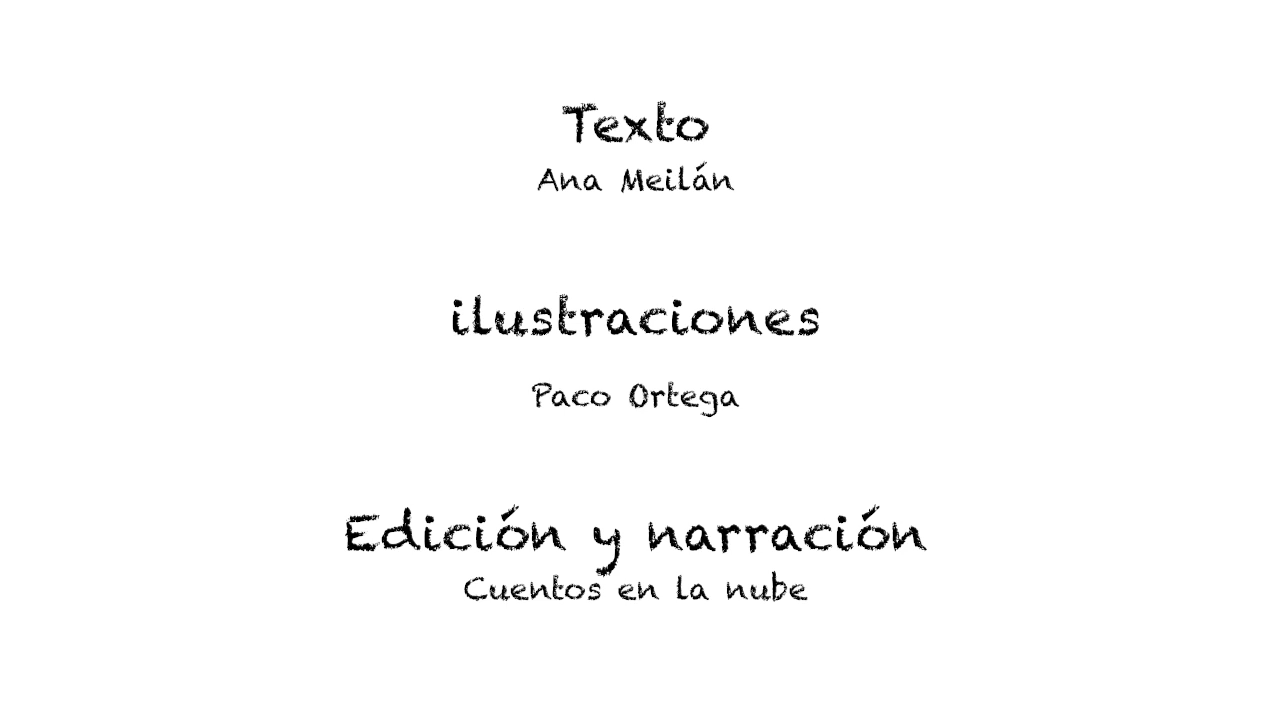 Texto
Ana Meilán
ilustraciones
Paco Ortega
Edición y narración
Cuentos en la nube